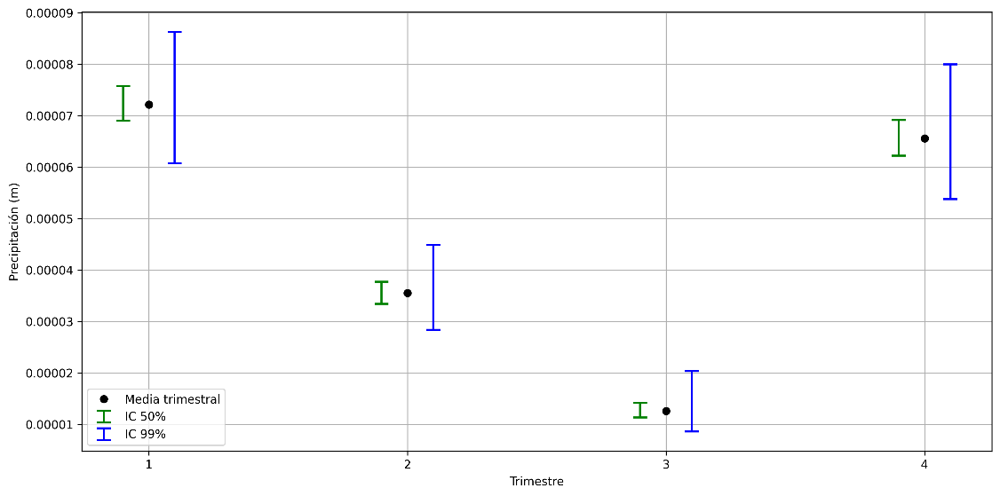 0.00009
0.00008
0.00007
0.00006
0.00005
0.00004
0.00003
0.00002
0.00001
Precipitación (m)
Media trimestral
IC 50%
IC 99%
1 2 3 4
Trimestre